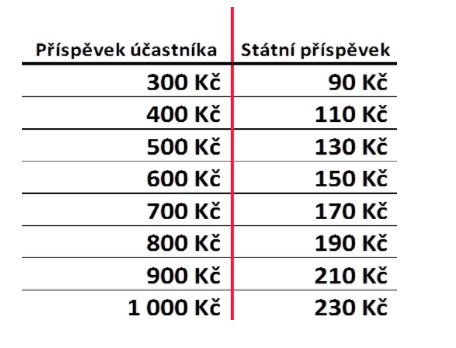 Příspěvek účastníka Státní příspěvek
300 Kč 90 Kč
400 Kč 110 Kč
500 Kč 130 Kč
600 Kč 150 Kč
700 Kč 170 Kč
800 Kč 190 Kč
900 Kč 210 Kč
1 000 Kč 230 Kč